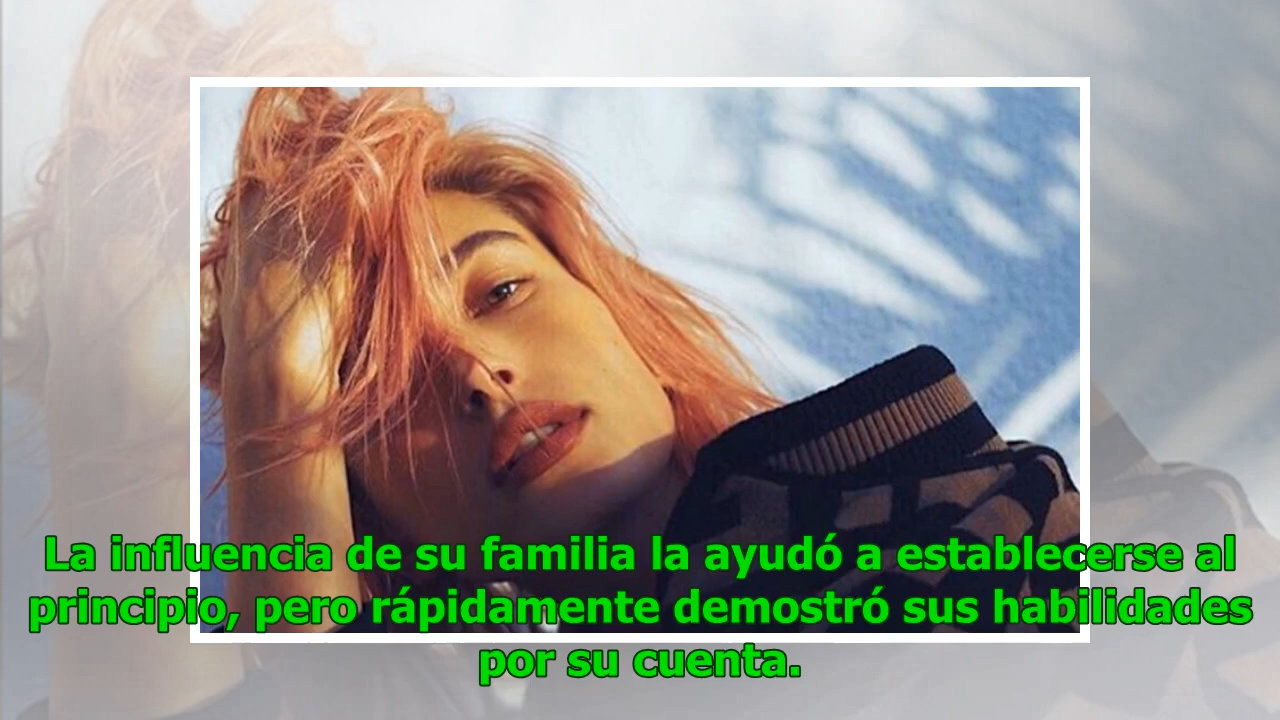 La influencia de su familia la ayudó a establecerse al
principio, pero rápidamente demostró sus habilidades
por su cuenta.